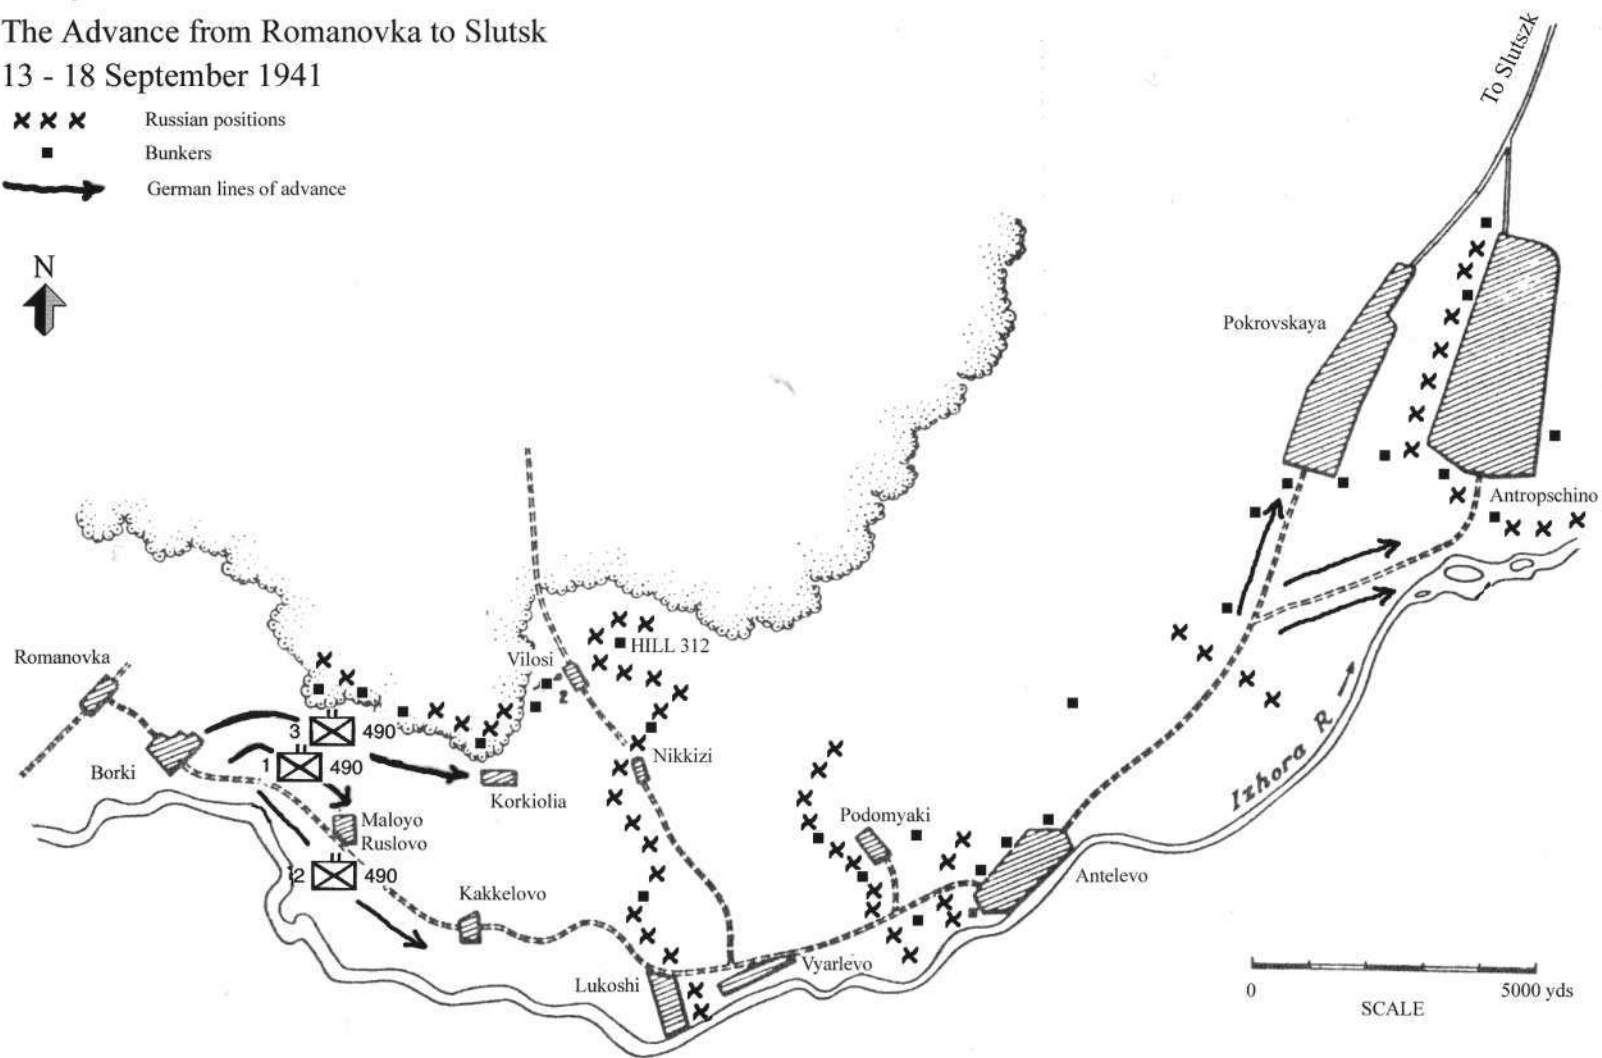 The Advance from Romanovka to Slutsk
13 - 18 September 1941
Russian positions
Bunkers
German lines of advance
N
To Slutszk
Pokrovskaya
Antropschino
Romanovka
Borki
3 490
1 490
Maloyo
Ruslovo
2 490
Korkiolia
Vilosi
2
HILL 312
Nikkizi
Kakkelovo
Lukoshi
Vyarlevo
Podomyaki
Antelevo
Izhora R
0 5000 yds
SCALE